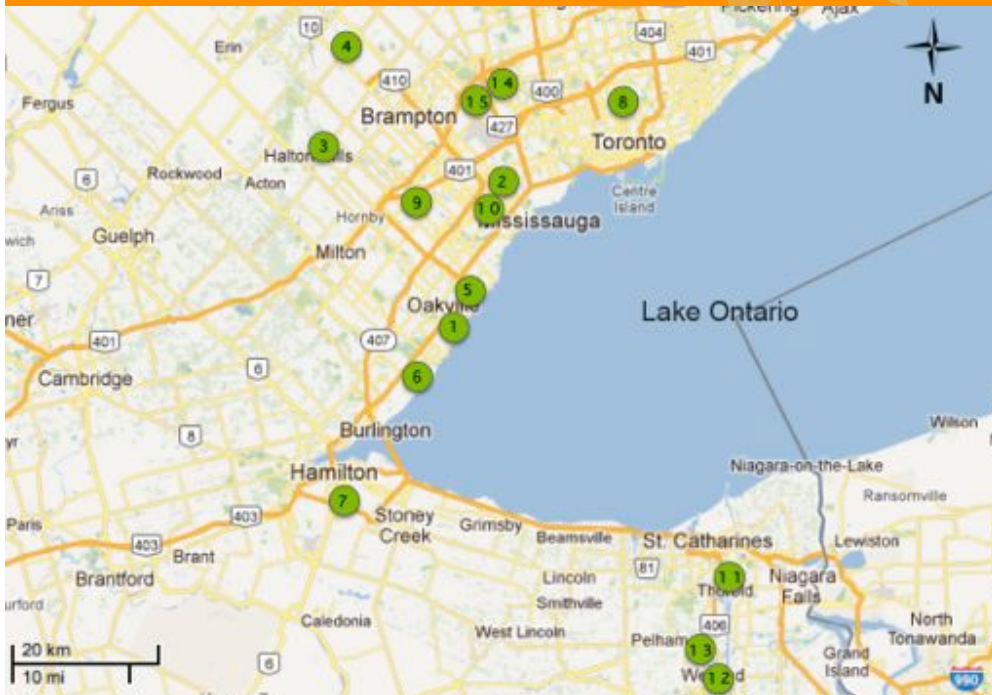 Pickering
Ajax
10
404
Erin
4
401
410
14
400
Fergus
15
8
Brampton
427
Toronto
3
Halton Hills
401
Rockwood
Acton
2
6
Centre
Island
9
10
Mississauga
Ariss
Hornby
Guelph
Milton
7
5
Oakville
Lake Ontario
1
407
401
6
6
Cambridge
Burlington
Wilson
8
Hamilton
Niagara-on-the-Lake
7
Ransomville
Paris
403
Stoney
Creek
Grimsby
403
Brant
Beamsville
St. Catharines
Lewiston
Brantford
81
11
Thorold
Niagara
Falls
Lincoln
Smithville
Caledonia
406
West Lincoln
Pelham
North
Tonawanda
13
Grand
Island
20 km
10 mi
6
Welland
12
990
N